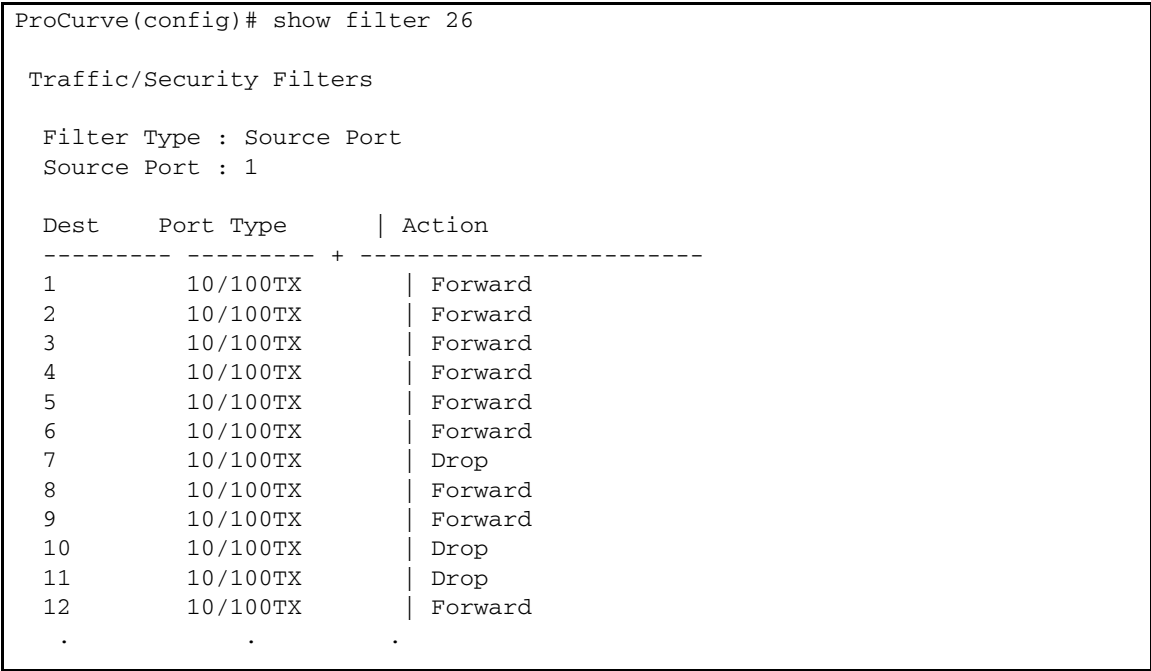 ProCurve(config)# show filter 26
Traffic/Security Filters
Filter Type : Source Port
Source Port : 1
Dest Port Type | Action
--------- --------- + ------------------------
1 10/100TX | Forward
2 10/100TX | Forward
3 10/100TX | Forward
4 10/100TX | Forward
5 10/100TX | Forward
6 10/100TX | Forward
7 10/100TX | Drop
8 10/100TX | Forward
9 10/100TX | Forward
10 10/100TX | Drop
11 10/100TX | Drop
12 10/100TX | Forward
. . .